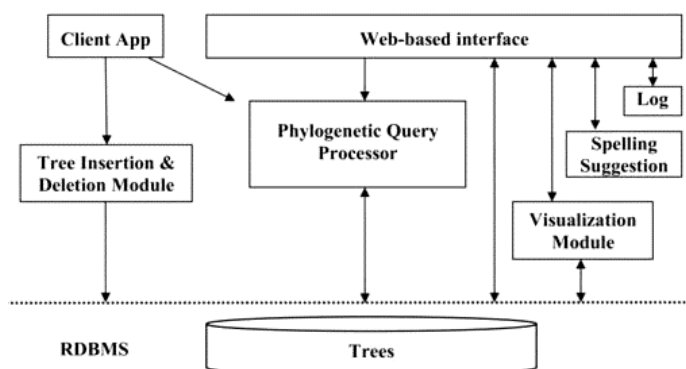 Client App
Web-based interface
Log
Phylogenetic Query
Processor
Spelling
Suggestion
Tree Insertion &
Deletion Module
Visualization
Module
RDBMS
Trees